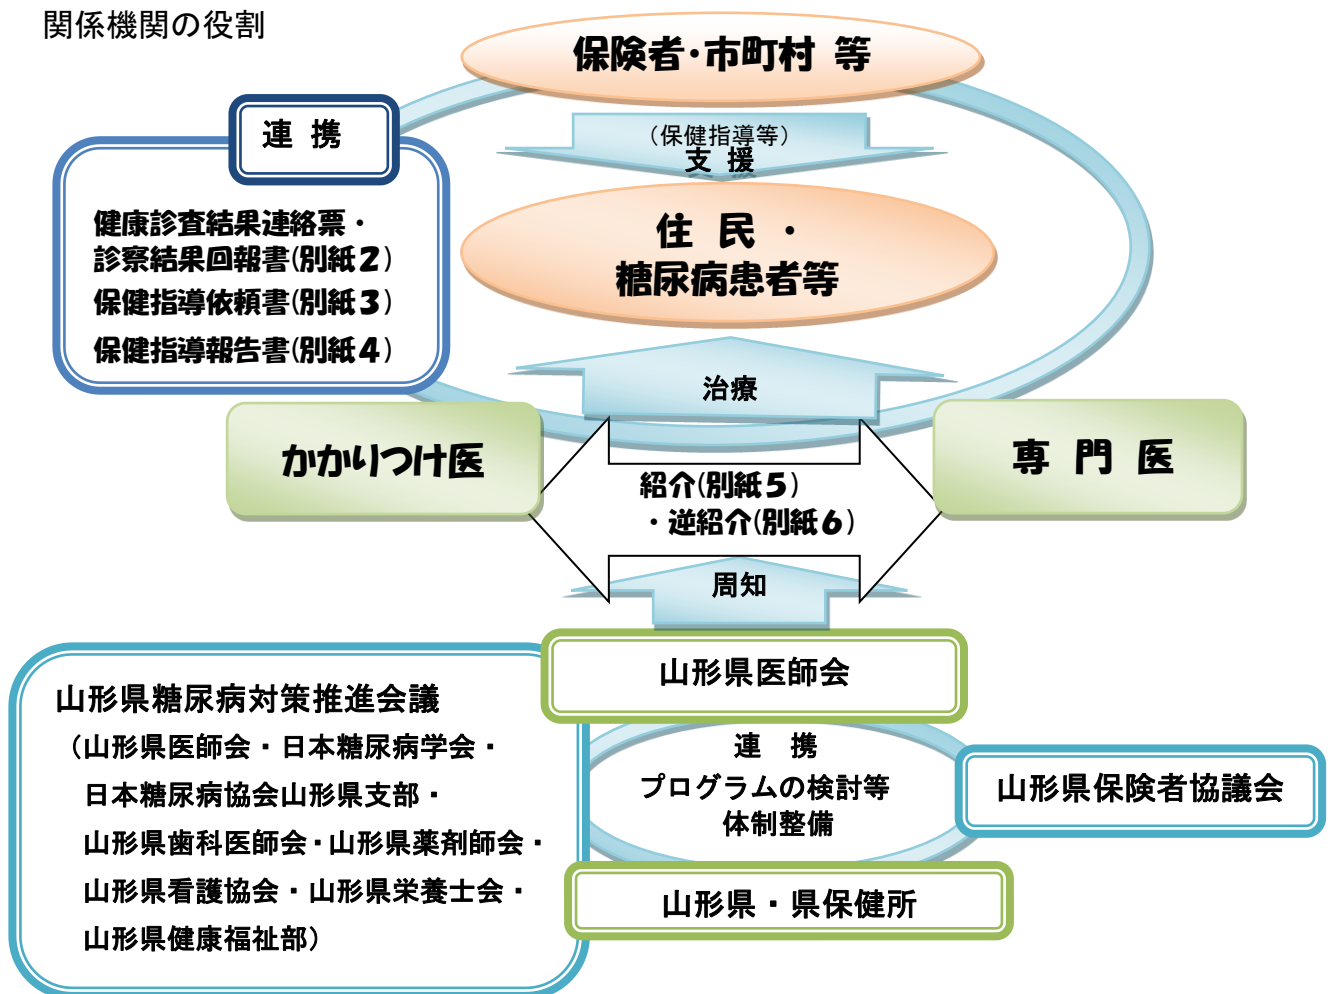 関係機関の役割
保険者・市町村 等
連 携
（保健指導等）
支 援
健康診査結果連絡票・
診察結果回報書(別紙２)
保健指導依頼書(別紙３)
保健指導報告書(別紙４)
住 民 ・
糖尿病患者等
治療
かかりつけ医
専 門 医
紹介(別紙５)
・逆紹介(別紙６)
周知
山形県医師会
山形県糖尿病対策推進会議
（山形県医師会・日本糖尿病学会・
日本糖尿病協会山形県支部・
山形県歯科医師会・山形県薬剤師会・
山形県看護協会・山形県栄養士会・
山形県健康福祉部）
連 携
プログラムの検討等
体制整備
山形県保険者協議会
山形県・県保健所